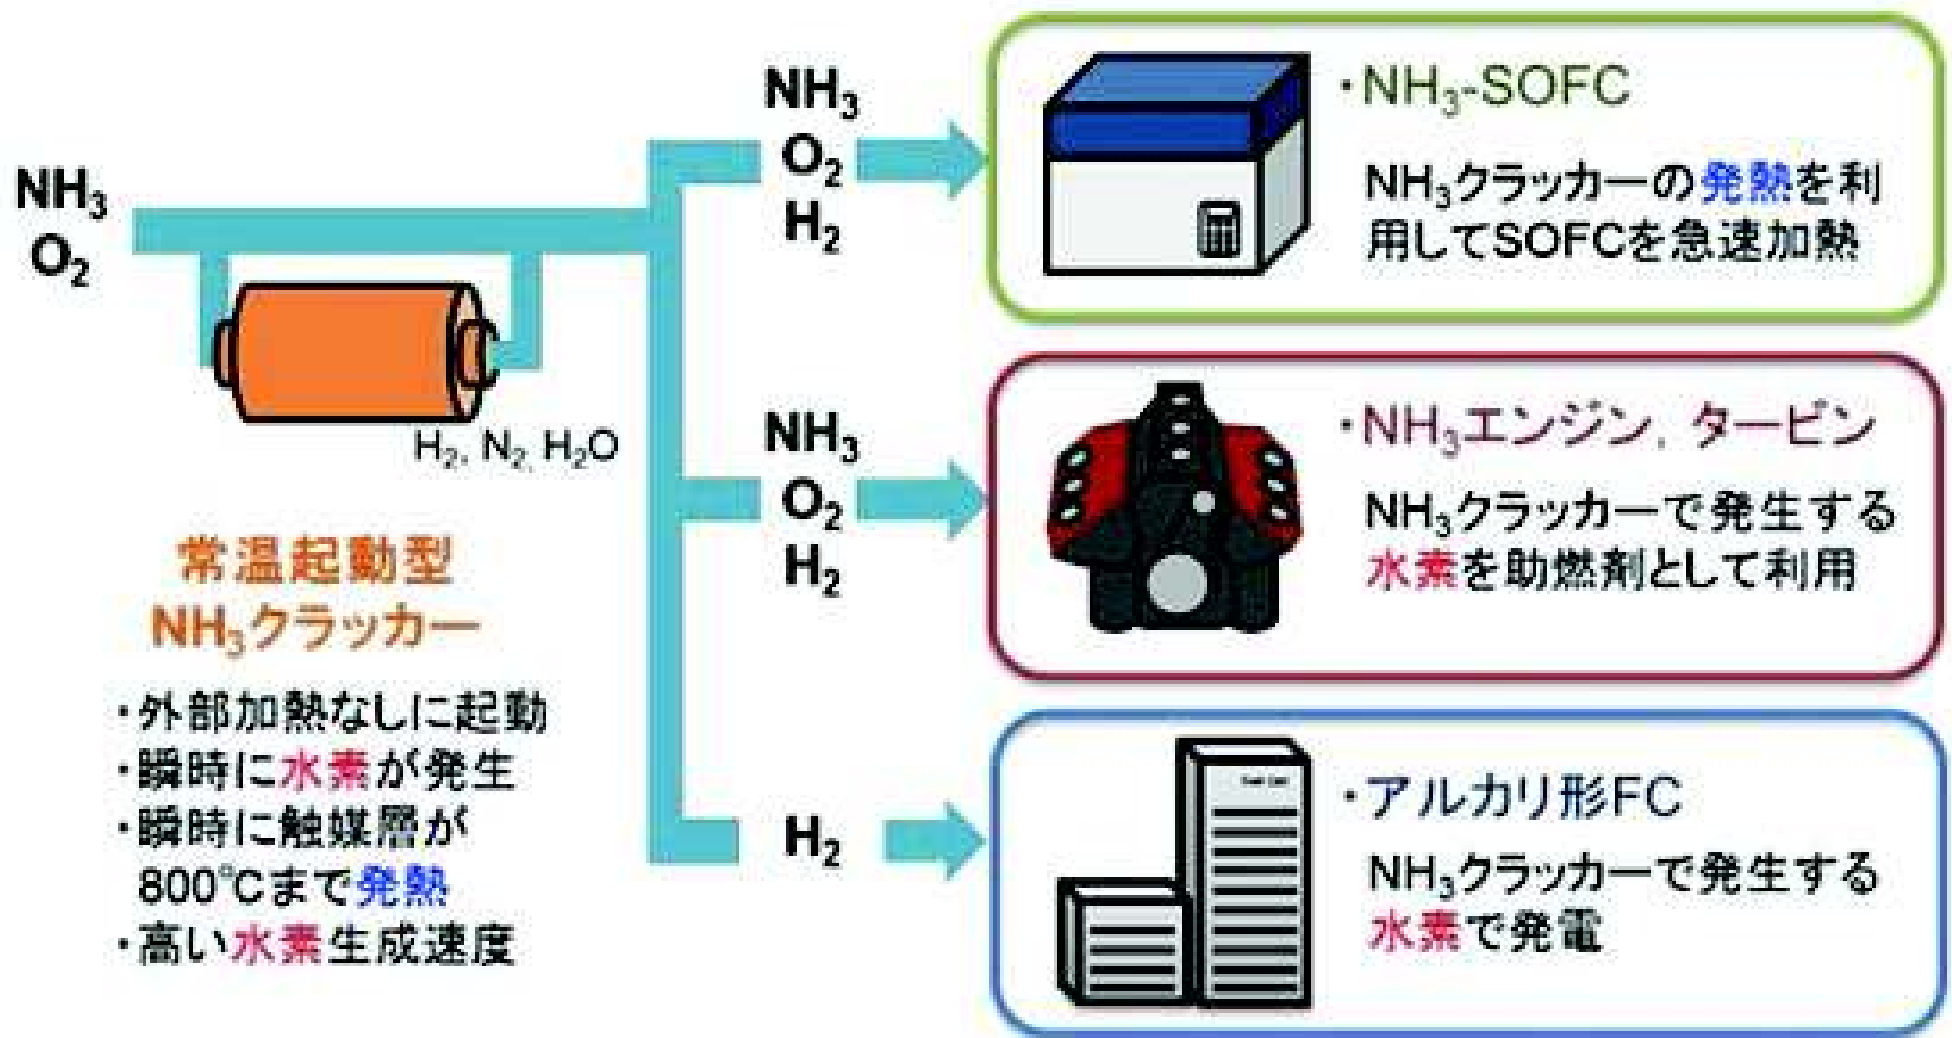 NH₃
O₂
H₂, N₂, H₂O
常温起動型
NH₃クラッカー
・外部加熱なしに起動
・瞬時に水素が発生
・瞬時に触媒層が
800℃まで発熱
・高い水素生成速度
NH₃
O₂
H₂
・NH₃-SOFC
NH₃クラッカーの発熱を利
用してSOFCを急速加熱
NH₃
O₂
H₂
・NH₃エンジン，タービン
NH₃クラッカーで発生する
水素を助燃剤として利用
H₂
・アルカリ形FC
NH₃クラッカーで発生する
水素で発電